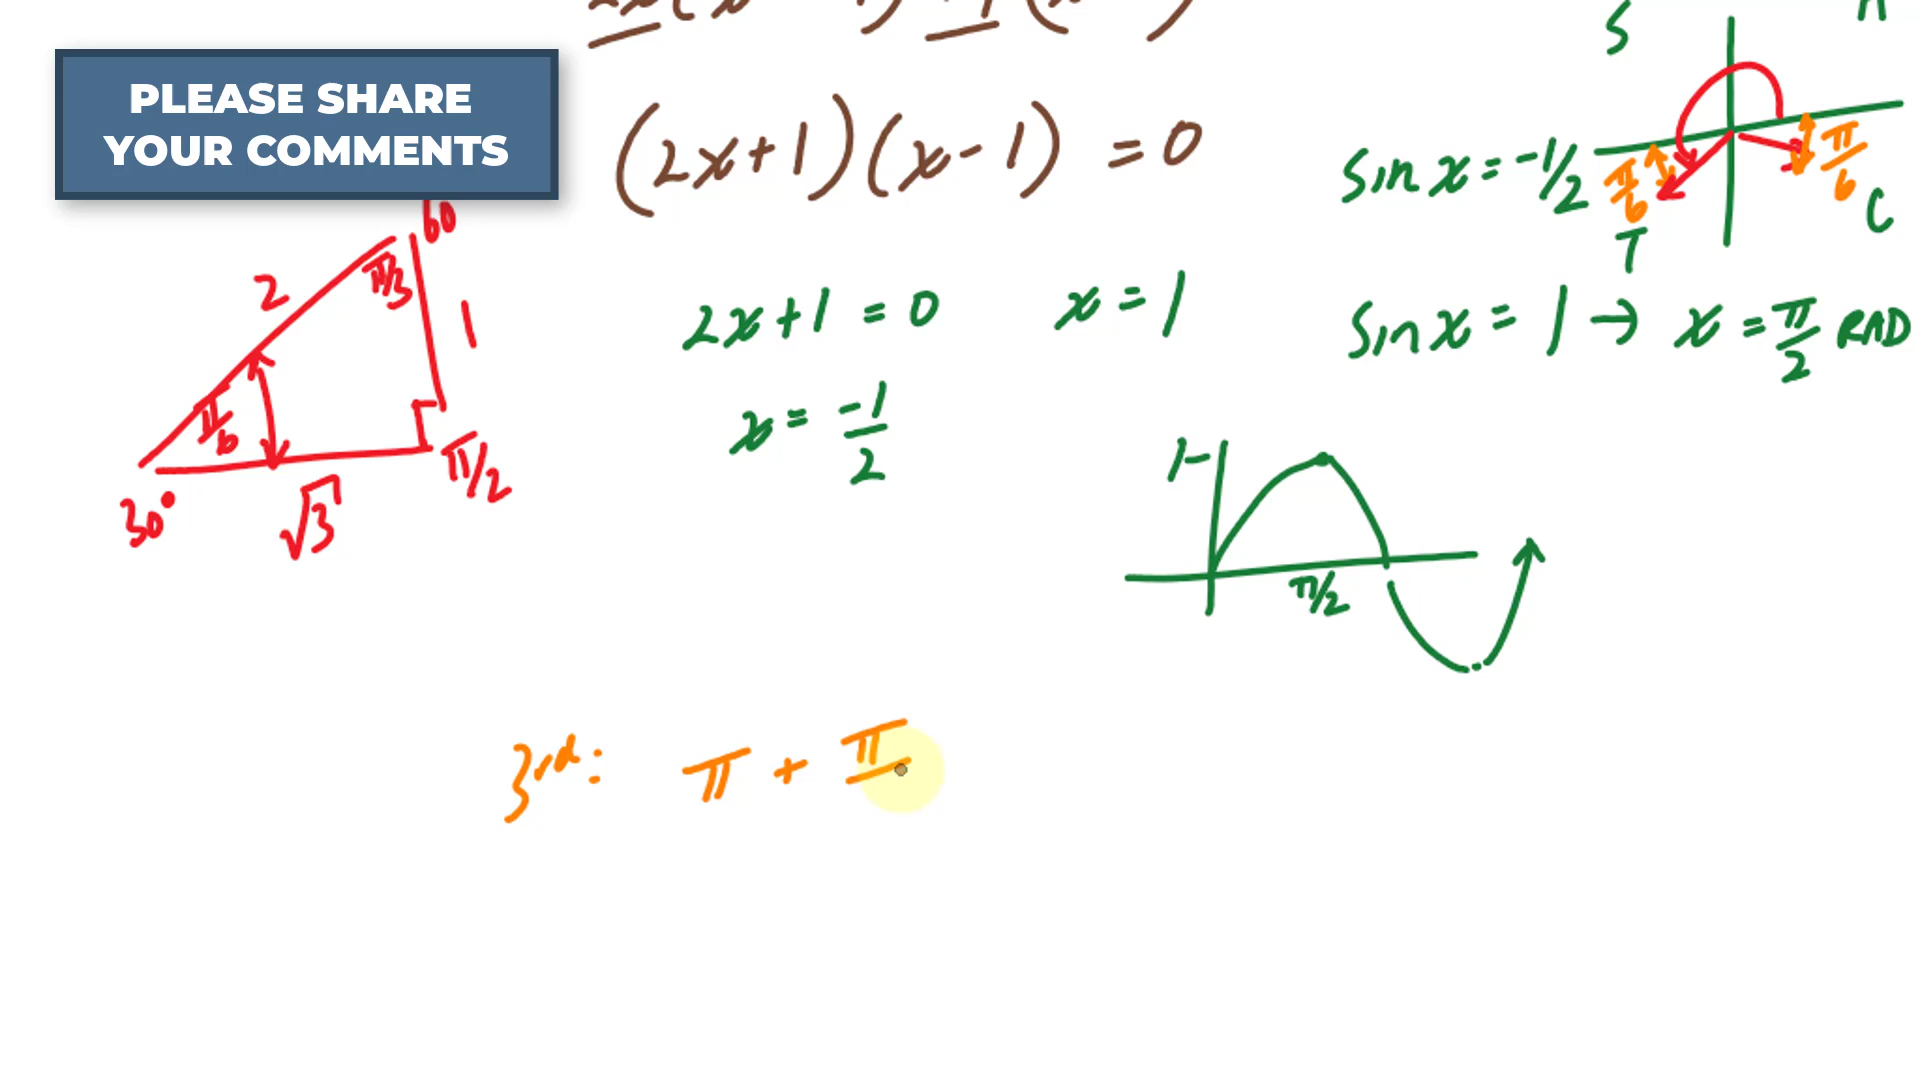 PLEASE SHARE
YOUR COMMENTS
(2x+1)(x-1) = 0
S
sin x = -1/2
π/6
π/6
T
C
60
2
π/3
1
π/6
30°
√3
π/2
2x+1 = 0
x = 1
sin x = 1 → x = π/2 RAD
x = -1/2
1-
π/2
3rd: π + π